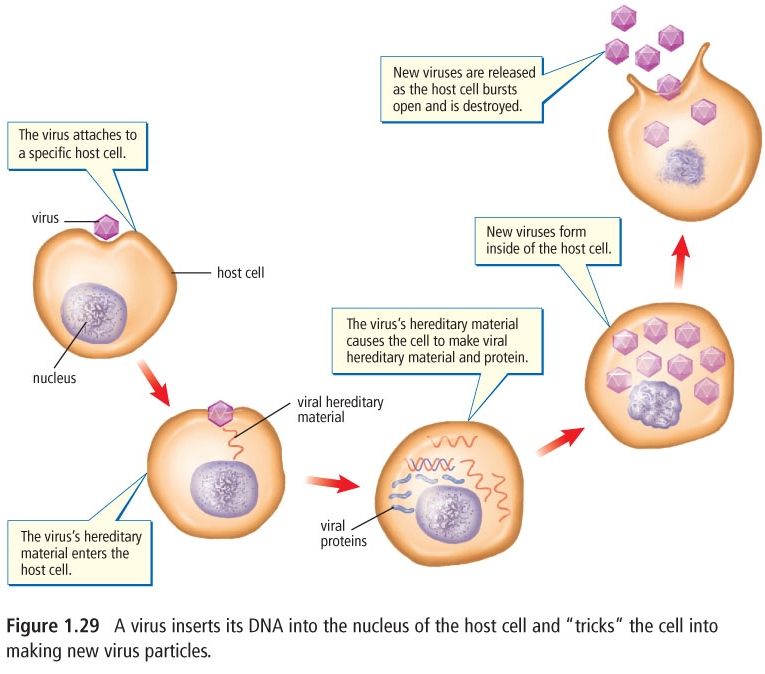 The virus attaches to
a specific host cell.
virus
host cell
nucleus
The virus's hereditary
material enters the
host cell.
viral hereditary
material
The virus's hereditary material
causes the cell to make viral
hereditary material and protein.
viral
proteins
New viruses form
inside of the host cell.
New viruses are released
as the host cell bursts
open and is destroyed.
Figure 1.29 A virus inserts its DNA into the nucleus of the host cell and “tricks“ the cell into
making new virus particles.